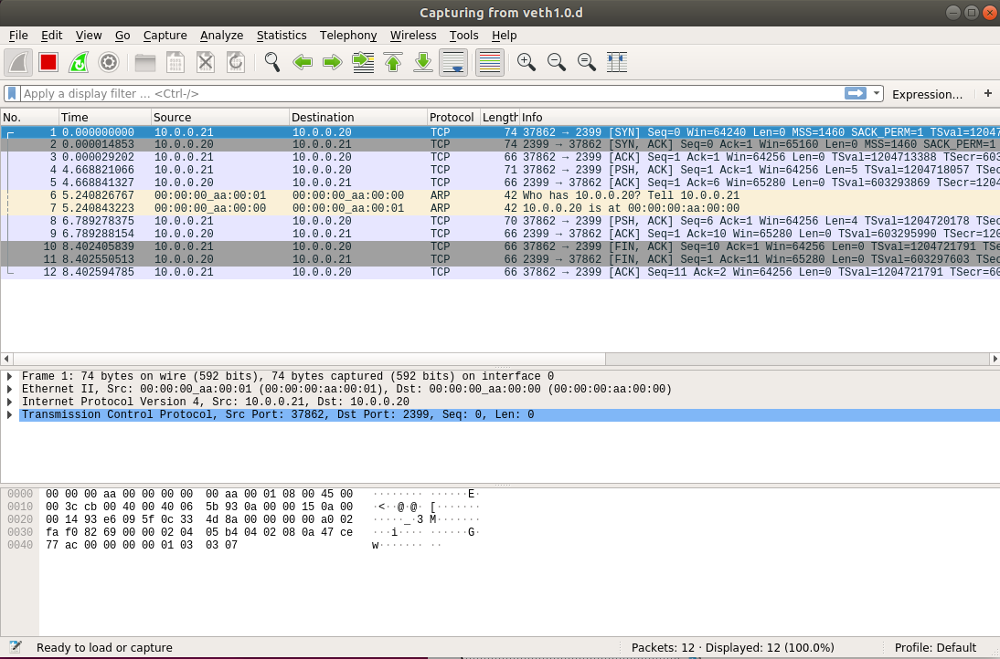 Capturing from veth1.0.d
File Edit View Go Capture Analyze Statistics Telephony Wireless Tools Help
Apply a display filter ... <Ctrl-/> Expression... +
No. Time Source Destination Protocol Length Info
1 0.000000000 10.0.0.21 10.0.0.20 TCP 74 37862 → 2399 [SYN] Seq=0 Win=64240 Len=0 MSS=1460 SACK_PERM=1 TSval=12047
2 0.000014853 10.0.0.20 10.0.0.21 TCP 74 2399 → 37862 [SYN, ACK] Seq=0 Ack=1 Win=65160 Len=0 MSS=1460 SACK_PERM=1
3 0.000029202 10.0.0.21 10.0.0.20 TCP 66 37862 → 2399 [ACK] Seq=1 Ack=1 Win=64256 Len=0 TSval=1204713388 TSecr=603
4 4.668821066 10.0.0.21 10.0.0.20 TCP 71 37862 → 2399 [PSH, ACK] Seq=1 Ack=1 Win=64256 Len=5 TSval=1204718057 TSec
5 4.668841327 10.0.0.20 10.0.0.21 TCP 66 2399 → 37862 [ACK] Seq=1 Ack=6 Win=65280 Len=0 TSval=603293869 TSecr=1204
6 5.240826767 00:00:00_aa:00:01 00:00:00_aa:00:00 ARP 42 Who has 10.0.0.20? Tell 10.0.0.21
7 5.240843223 00:00:00_aa:00:00 00:00:00_aa:00:01 ARP 42 10.0.0.20 is at 00:00:00:aa:00:00
8 6.789278375 10.0.0.21 10.0.0.20 TCP 70 37862 → 2399 [PSH, ACK] Seq=6 Ack=1 Win=64256 Len=4 TSval=1204720178 TSec
9 6.789288154 10.0.0.20 10.0.0.21 TCP 66 2399 → 37862 [ACK] Seq=1 Ack=10 Win=65280 Len=0 TSval=603295990 TSecr=120
10 8.402405839 10.0.0.21 10.0.0.20 TCP 66 37862 → 2399 [FIN, ACK] Seq=10 Ack=1 Win=64256 Len=0 TSval=1204721791 TS
11 8.402550513 10.0.0.20 10.0.0.21 TCP 66 2399 → 37862 [FIN, ACK] Seq=1 Ack=11 Win=65280 Len=0 TSval=603297603 TSec
12 8.402594785 10.0.0.21 10.0.0.20 TCP 66 37862 → 2399 [ACK] Seq=11 Ack=2 Win=64256 Len=0 TSval=1204721791 TSecr=60
Frame 1: 74 bytes on wire (592 bits), 74 bytes captured (592 bits) on interface 0
Ethernet II, Src: 00:00:00_aa:00:01 (00:00:00:aa:00:01), Dst: 00:00:00_aa:00:00 (00:00:00:aa:00:00)
Internet Protocol Version 4, Src: 10.0.0.21, Dst: 10.0.0.20
Transmission Control Protocol, Src Port: 37862, Dst Port: 2399, Seq: 0, Len: 0
0000 00 00 00 aa 00 00 00 00 00 aa 00 01 08 00 45 00 ········ ······E·
0010 00 3c cb 00 40 00 40 06 5b 93 0a 00 00 15 0a 00 ·<··@·@· [·······
0020 00 14 93 e6 09 5f 0c 33 4d 8a 00 00 00 00 a0 02 ·····_·3 M·······
0030 fa f0 82 69 00 00 02 04 05 b4 04 02 08 0a 47 ce ···i···· ······G·
0040 77 ac 00 00 00 00 01 03 03 07 w······· ··
Ready to load or capture Packets: 12 · Displayed: 12 (100.0%) Profile: Default